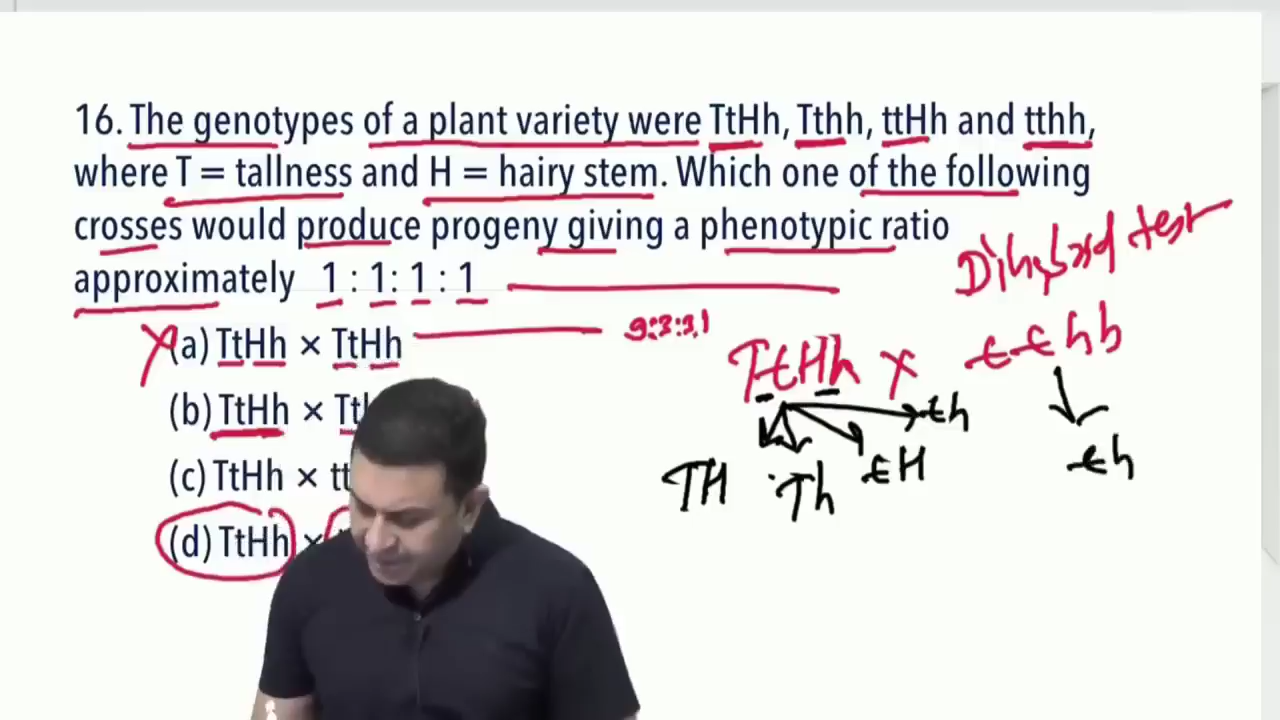 16. The genotypes of a plant variety were TtHh, Tthh, ttHh and tthh,
where T = tallness and H = hairy stem. Which one of the following
crosses would produce progeny giving a phenotypic ratio
approximately 1 : 1: 1 : 1
Dihybrid test
(a) TtHh × TtHh
9:3:3:1
TtHh × tthh
(b) TtHh ×
th
(c) TtHh ×
TH Th tH th
(d) TtHh ×